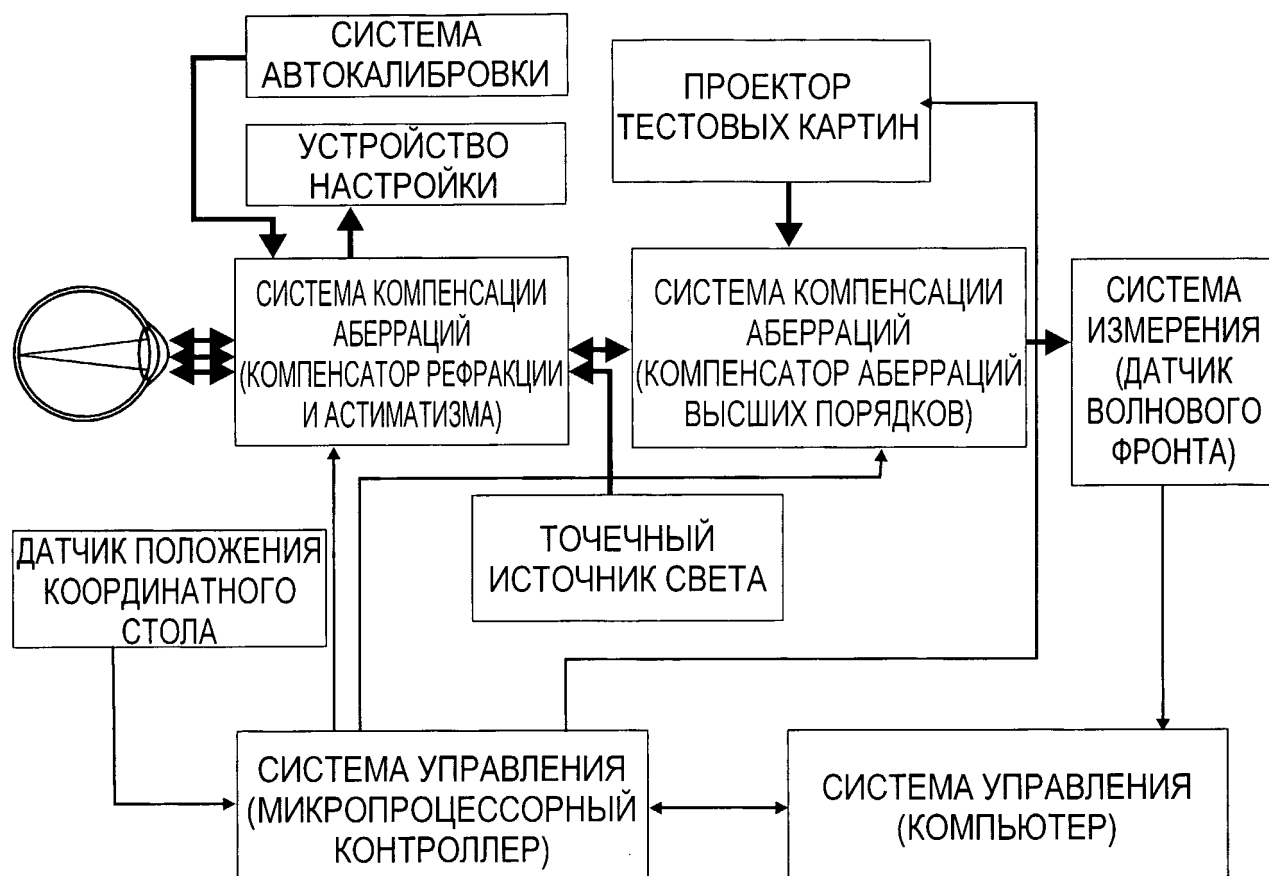 СИСТЕМА
АВТОКАЛИБРОВКИ
ПРОЕКТОР
ТЕСТОВЫХ КАРТИН
УСТРОЙСТВО
НАСТРОЙКИ
СИСТЕМА КОМПЕНСАЦИИ
АБЕРРАЦИЙ
(КОМПЕНСАТОР РЕФРАКЦИИ
И АСТИМАТИЗМА)
СИСТЕМА КОМПЕНСАЦИИ
АБЕРРАЦИЙ
(КОМПЕНСАТОР АБЕРРАЦИЙ
ВЫСШИХ ПОРЯДКОВ)
СИСТЕМА
ИЗМЕРЕНИЯ
(ДАТЧИК
ВОЛНОВОГО
ФРОНТА)
ДАТЧИК ПОЛОЖЕНИЯ
КООРДИНАТНОГО
СТОЛА
ТОЧЕЧНЫЙ
ИСТОЧНИК СВЕТА
СИСТЕМА УПРАВЛЕНИЯ
(МИКРОПРОЦЕССОРНЫЙ
КОНТРОЛЛЕР)
СИСТЕМА УПРАВЛЕНИЯ
(КОМПЬЮТЕР)